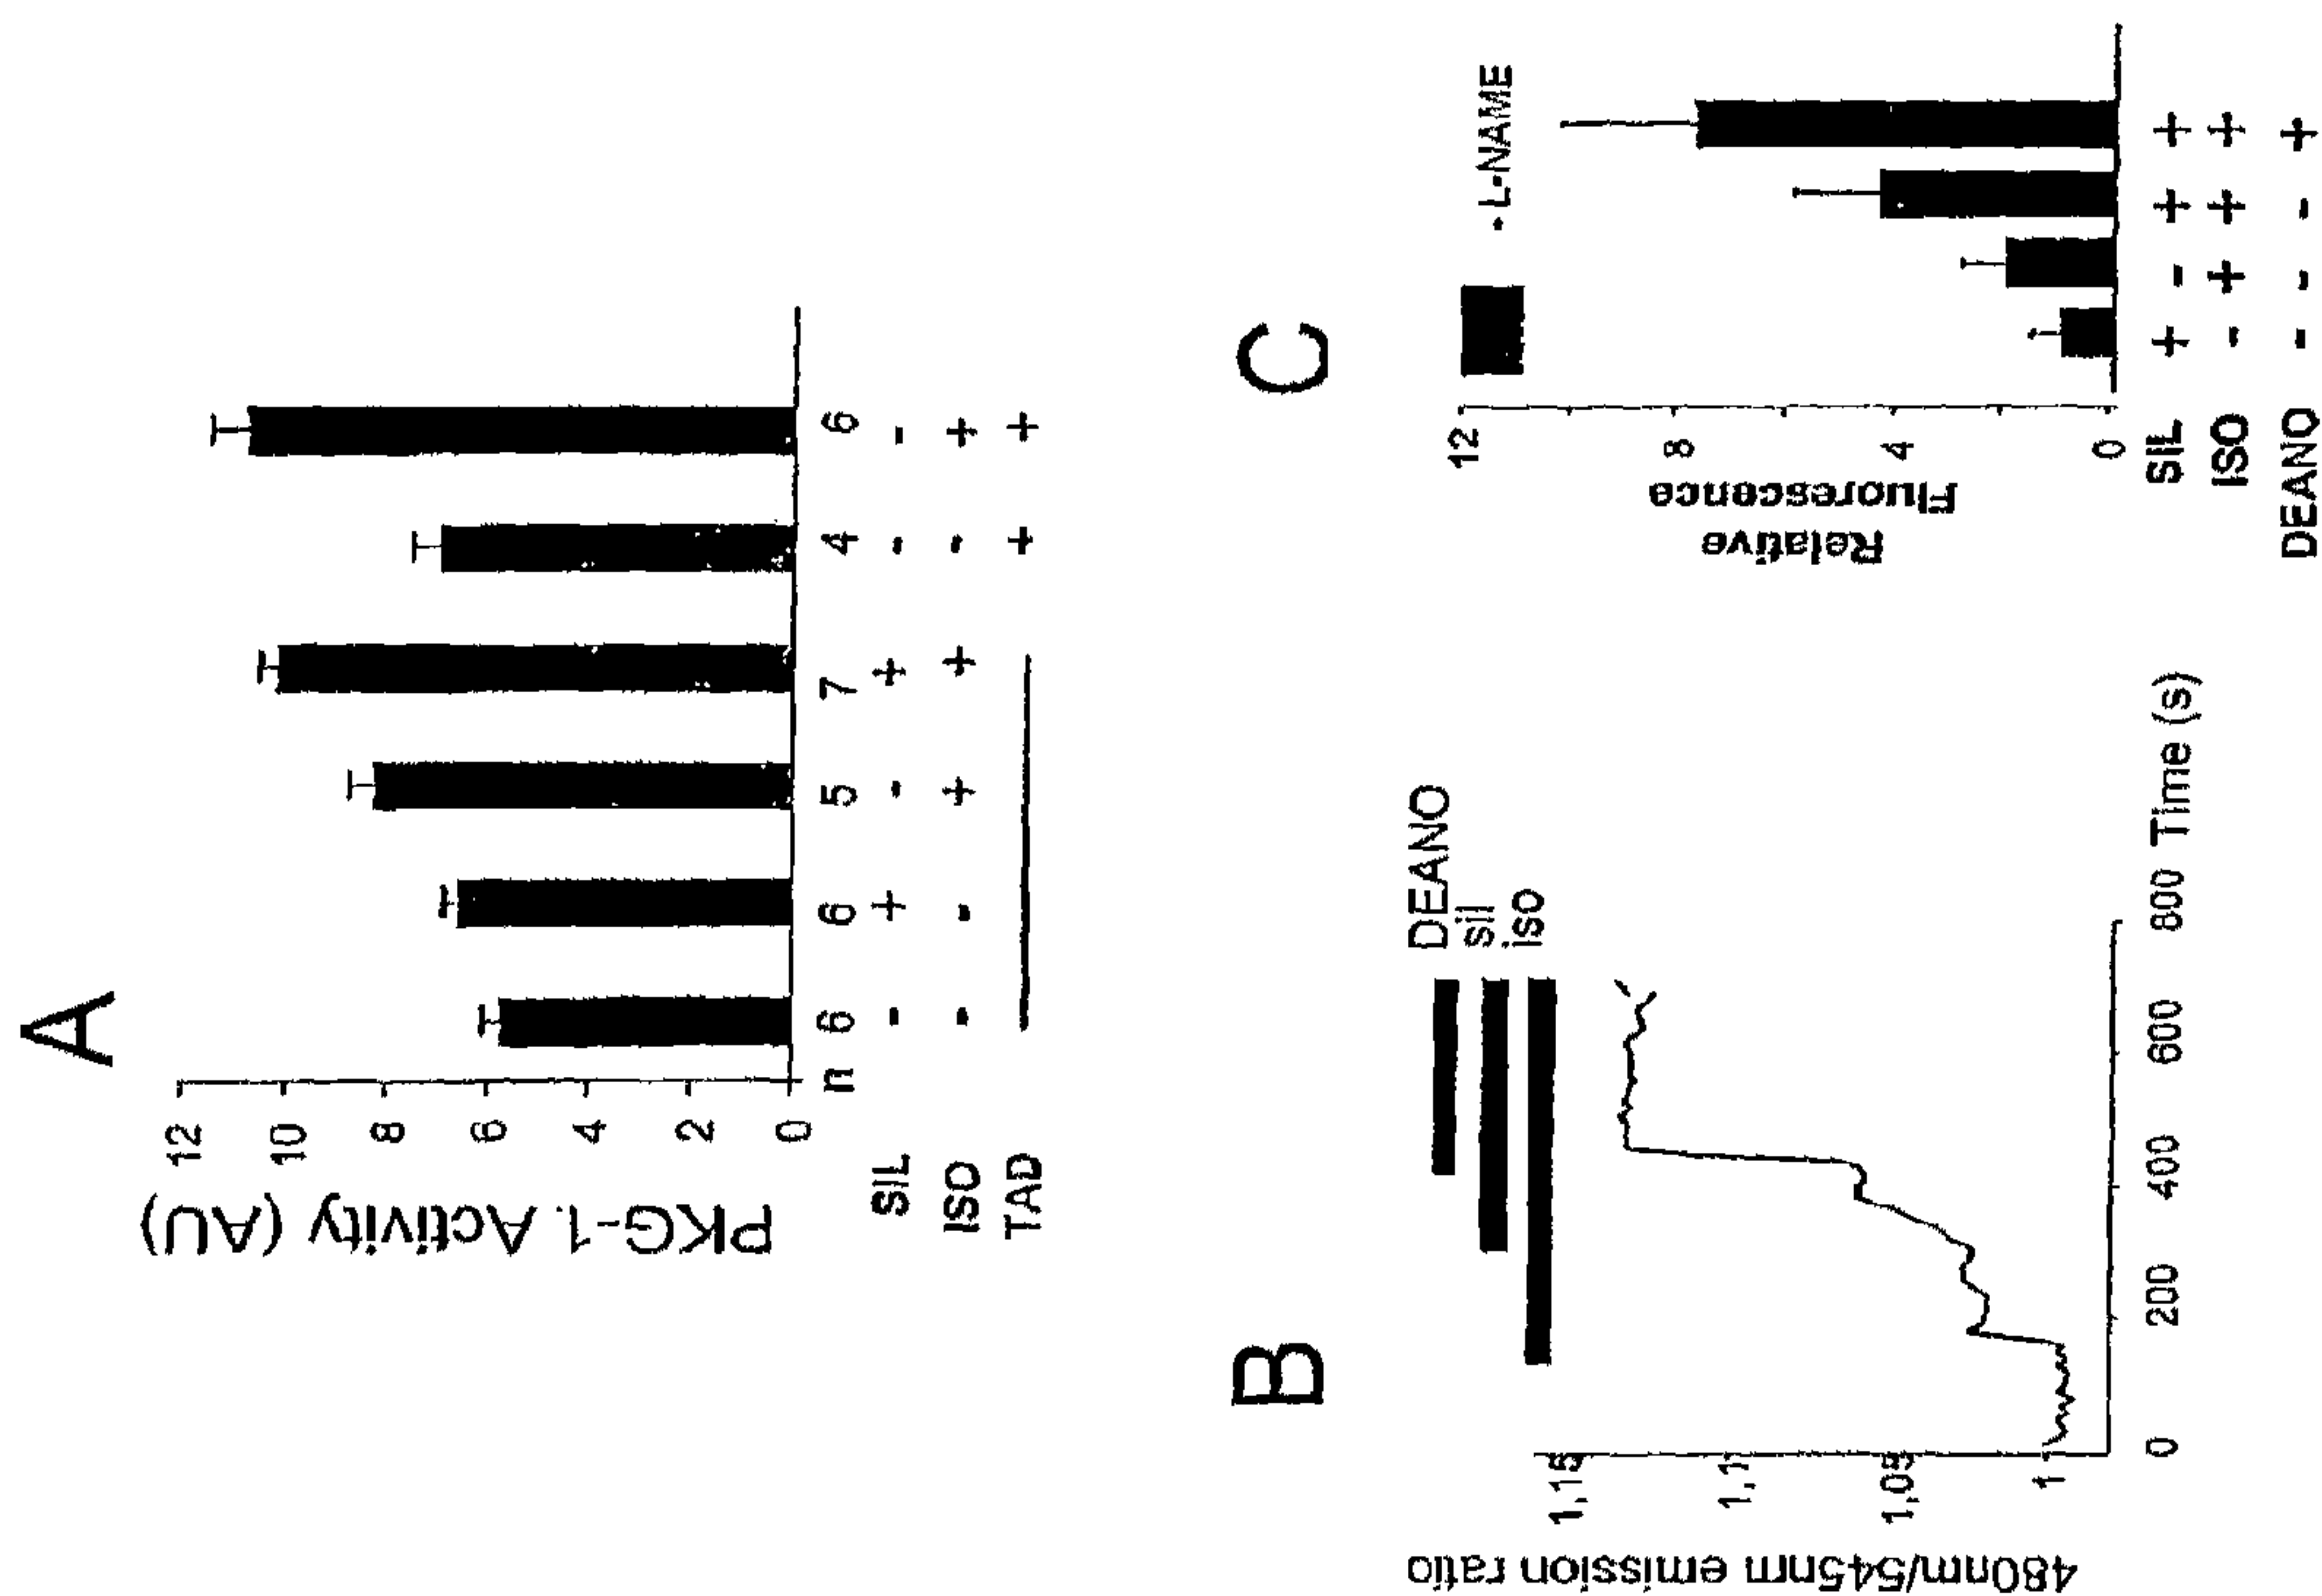 A
PKG-1 Activity (AU)
12
10
8
6
4
2
0
n 6 6 5 7 4 6
SIL - + - + - -
ISO - - + + - +
TAD + +
B
480nm/545nm emission ratio
1,15
1,1
1,05
1
DEANO
sil
iso
0 200 400 600 800 Time (s)
C
Relative
Fluorescence
12
8
4
0
L-NAME
SIL + - + +
ISO - + + +
DEANO - - - +